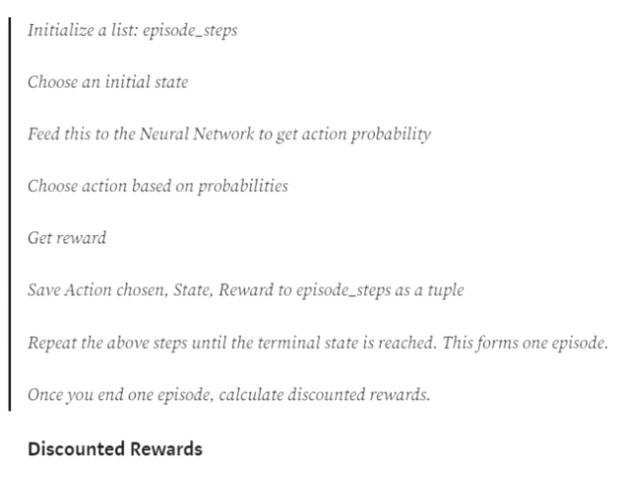 Initialize a list: episode_steps
Choose an initial state
Feed this to the Neural Network to get action probability
Choose action based on probabilities
Get reward
Save Action chosen, State, Reward to episode_steps as a tuple
Repeat the above steps until the terminal state is reached. This forms one episode.
Once you end one episode, calculate discounted rewards.
Discounted Rewards